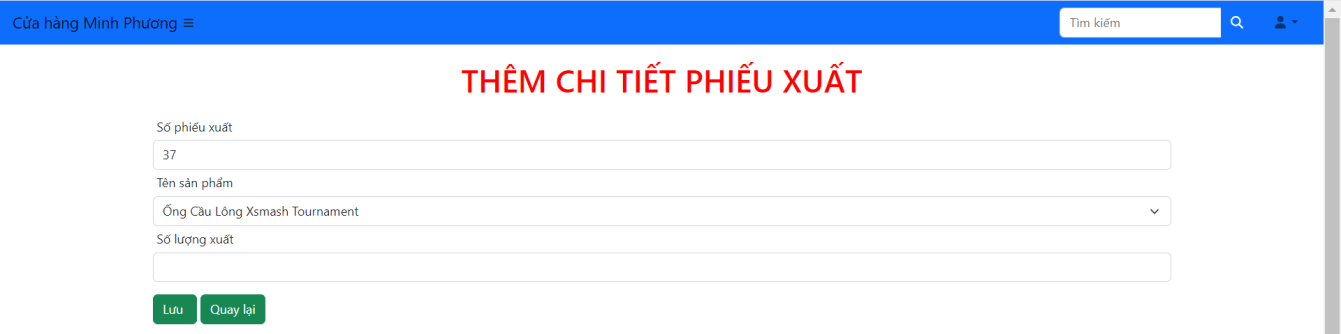 Cửa hàng Minh Phương
Tìm kiếm
THÊM CHI TIẾT PHIẾU XUẤT
Số phiếu xuất
37
Tên sản phẩm
Ống Cầu Lông Xsmash Tournament
Số lượng xuất
Lưu Quay lại